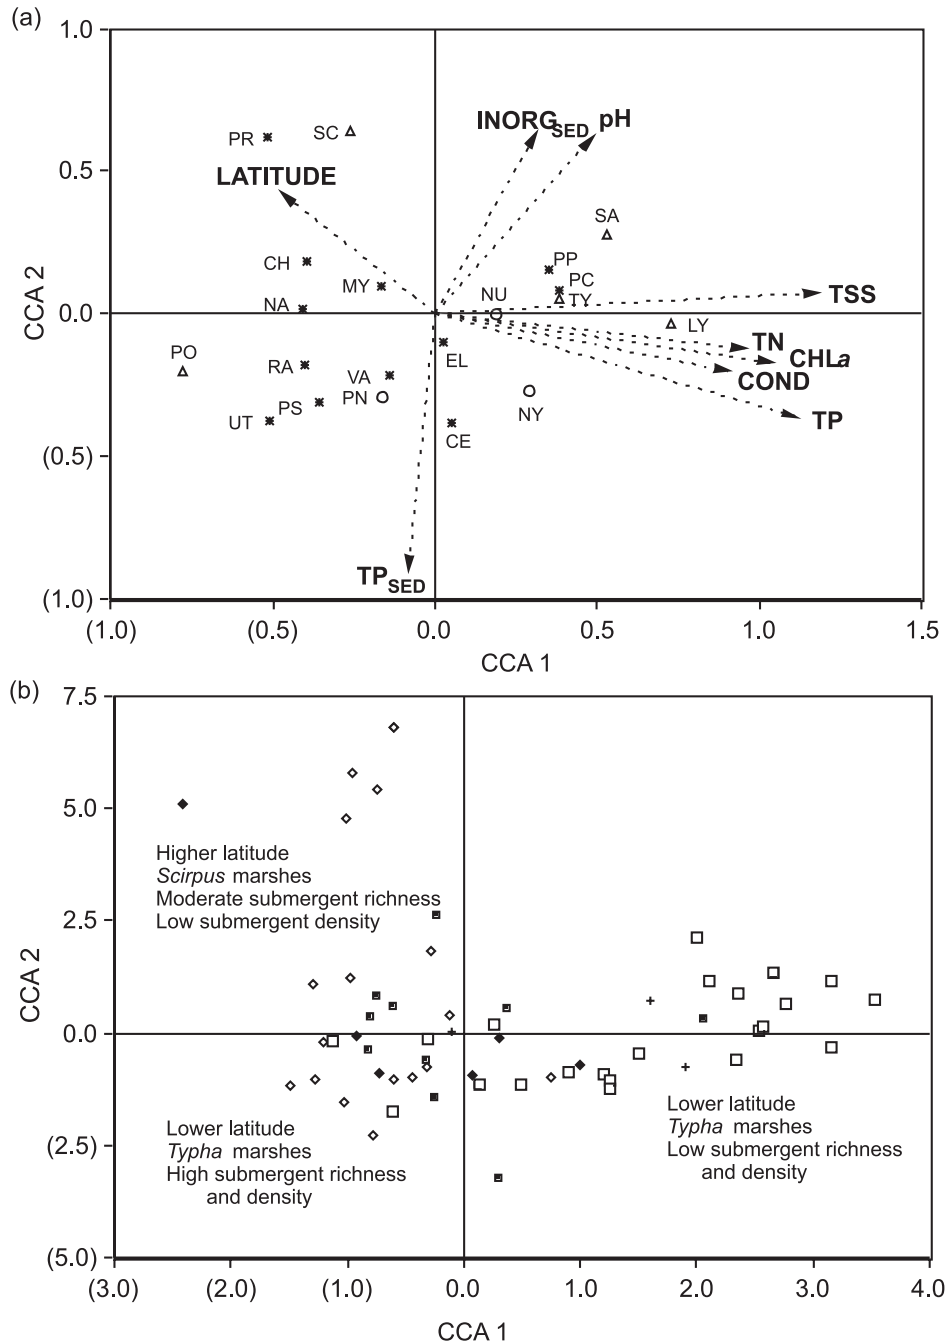 (a)
1.0
0.5
0.0
(0.5)
(1.0)
CCA 2
PR
SC
LATITUDE
INORG SED
pH
SA
CH
MY
PP
PC
TY
NU
NA
TSS
LY
TN
CHLa
COND
TP
PO
RA
VA
EL
PS
PN
UT
NY
CE
TP SED
(1.0) (0.5) 0.0 0.5 1.0 1.5
CCA 1
(b)
7.5
5.0
2.5
0.0
(2.5)
(5.0)
CCA 2
Higher latitude
Scirpus marshes
Moderate submergent richness
Low submergent density
Lower latitude
Typha marshes
High submergent richness
and density
Lower latitude
Typha marshes
Low submergent richness
and density
(3.0) (2.0) (1.0) 0.0 1.0 2.0 3.0 4.0
CCA 1